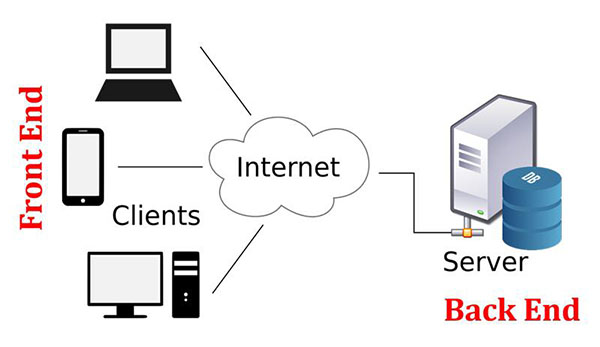 Front End
Clients
Internet
DB
Server
Back End